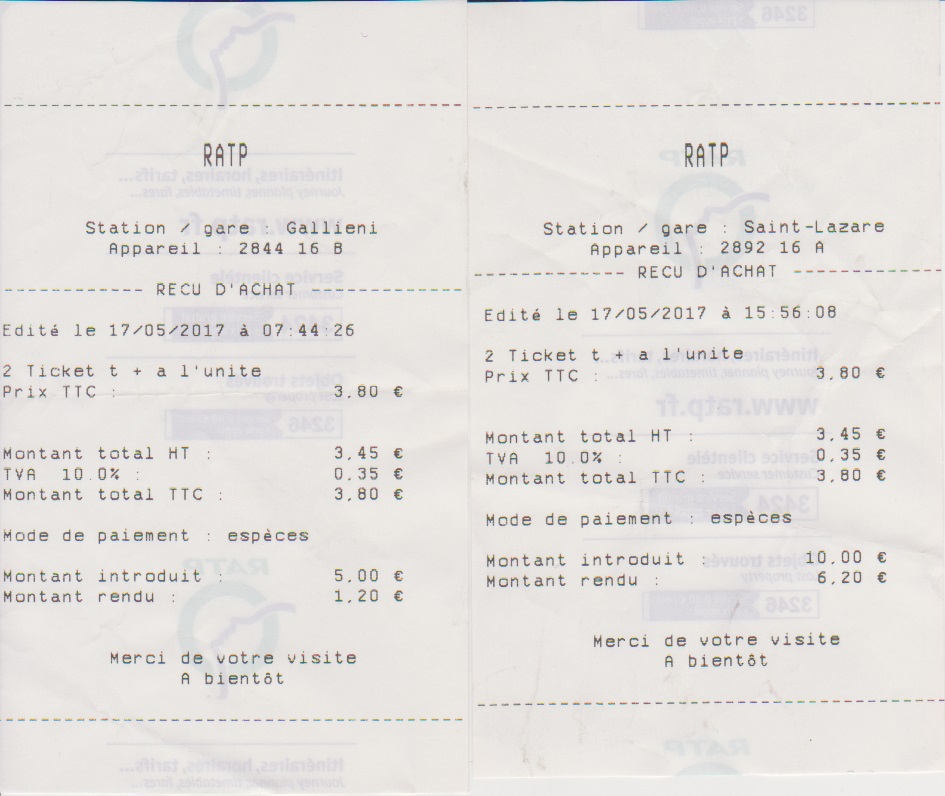 RATP
Station / gare : Gallieni
Appareil : 2844 16 B
RECU D'ACHAT
Edité le 17/05/2017 à 07:44:26
2 Ticket t + a l'unite
Prix TTC : 3,80 €
Montant total HT : 3,45 €
TVA 10.0% : 0,35 €
Montant total TTC : 3,80 €
Mode de paiement : espèces
Montant introduit : 5,00 €
Montant rendu : 1,20 €
Merci de votre visite
A bientôt
RATP
Station / gare : Saint-Lazare
Appareil : 2892 16 A
RECU D'ACHAT
Edité le 17/05/2017 à 15:56:08
2 Ticket t + a l'unite
Prix TTC : 3,80 €
Montant total HT : 3,45 €
TVA 10.0% : 0,35 €
Montant total TTC : 3,80 €
Mode de paiement : espèces
Montant introduit : 10,00 €
Montant rendu : 6,20 €
Merci de votre visite
A bientôt